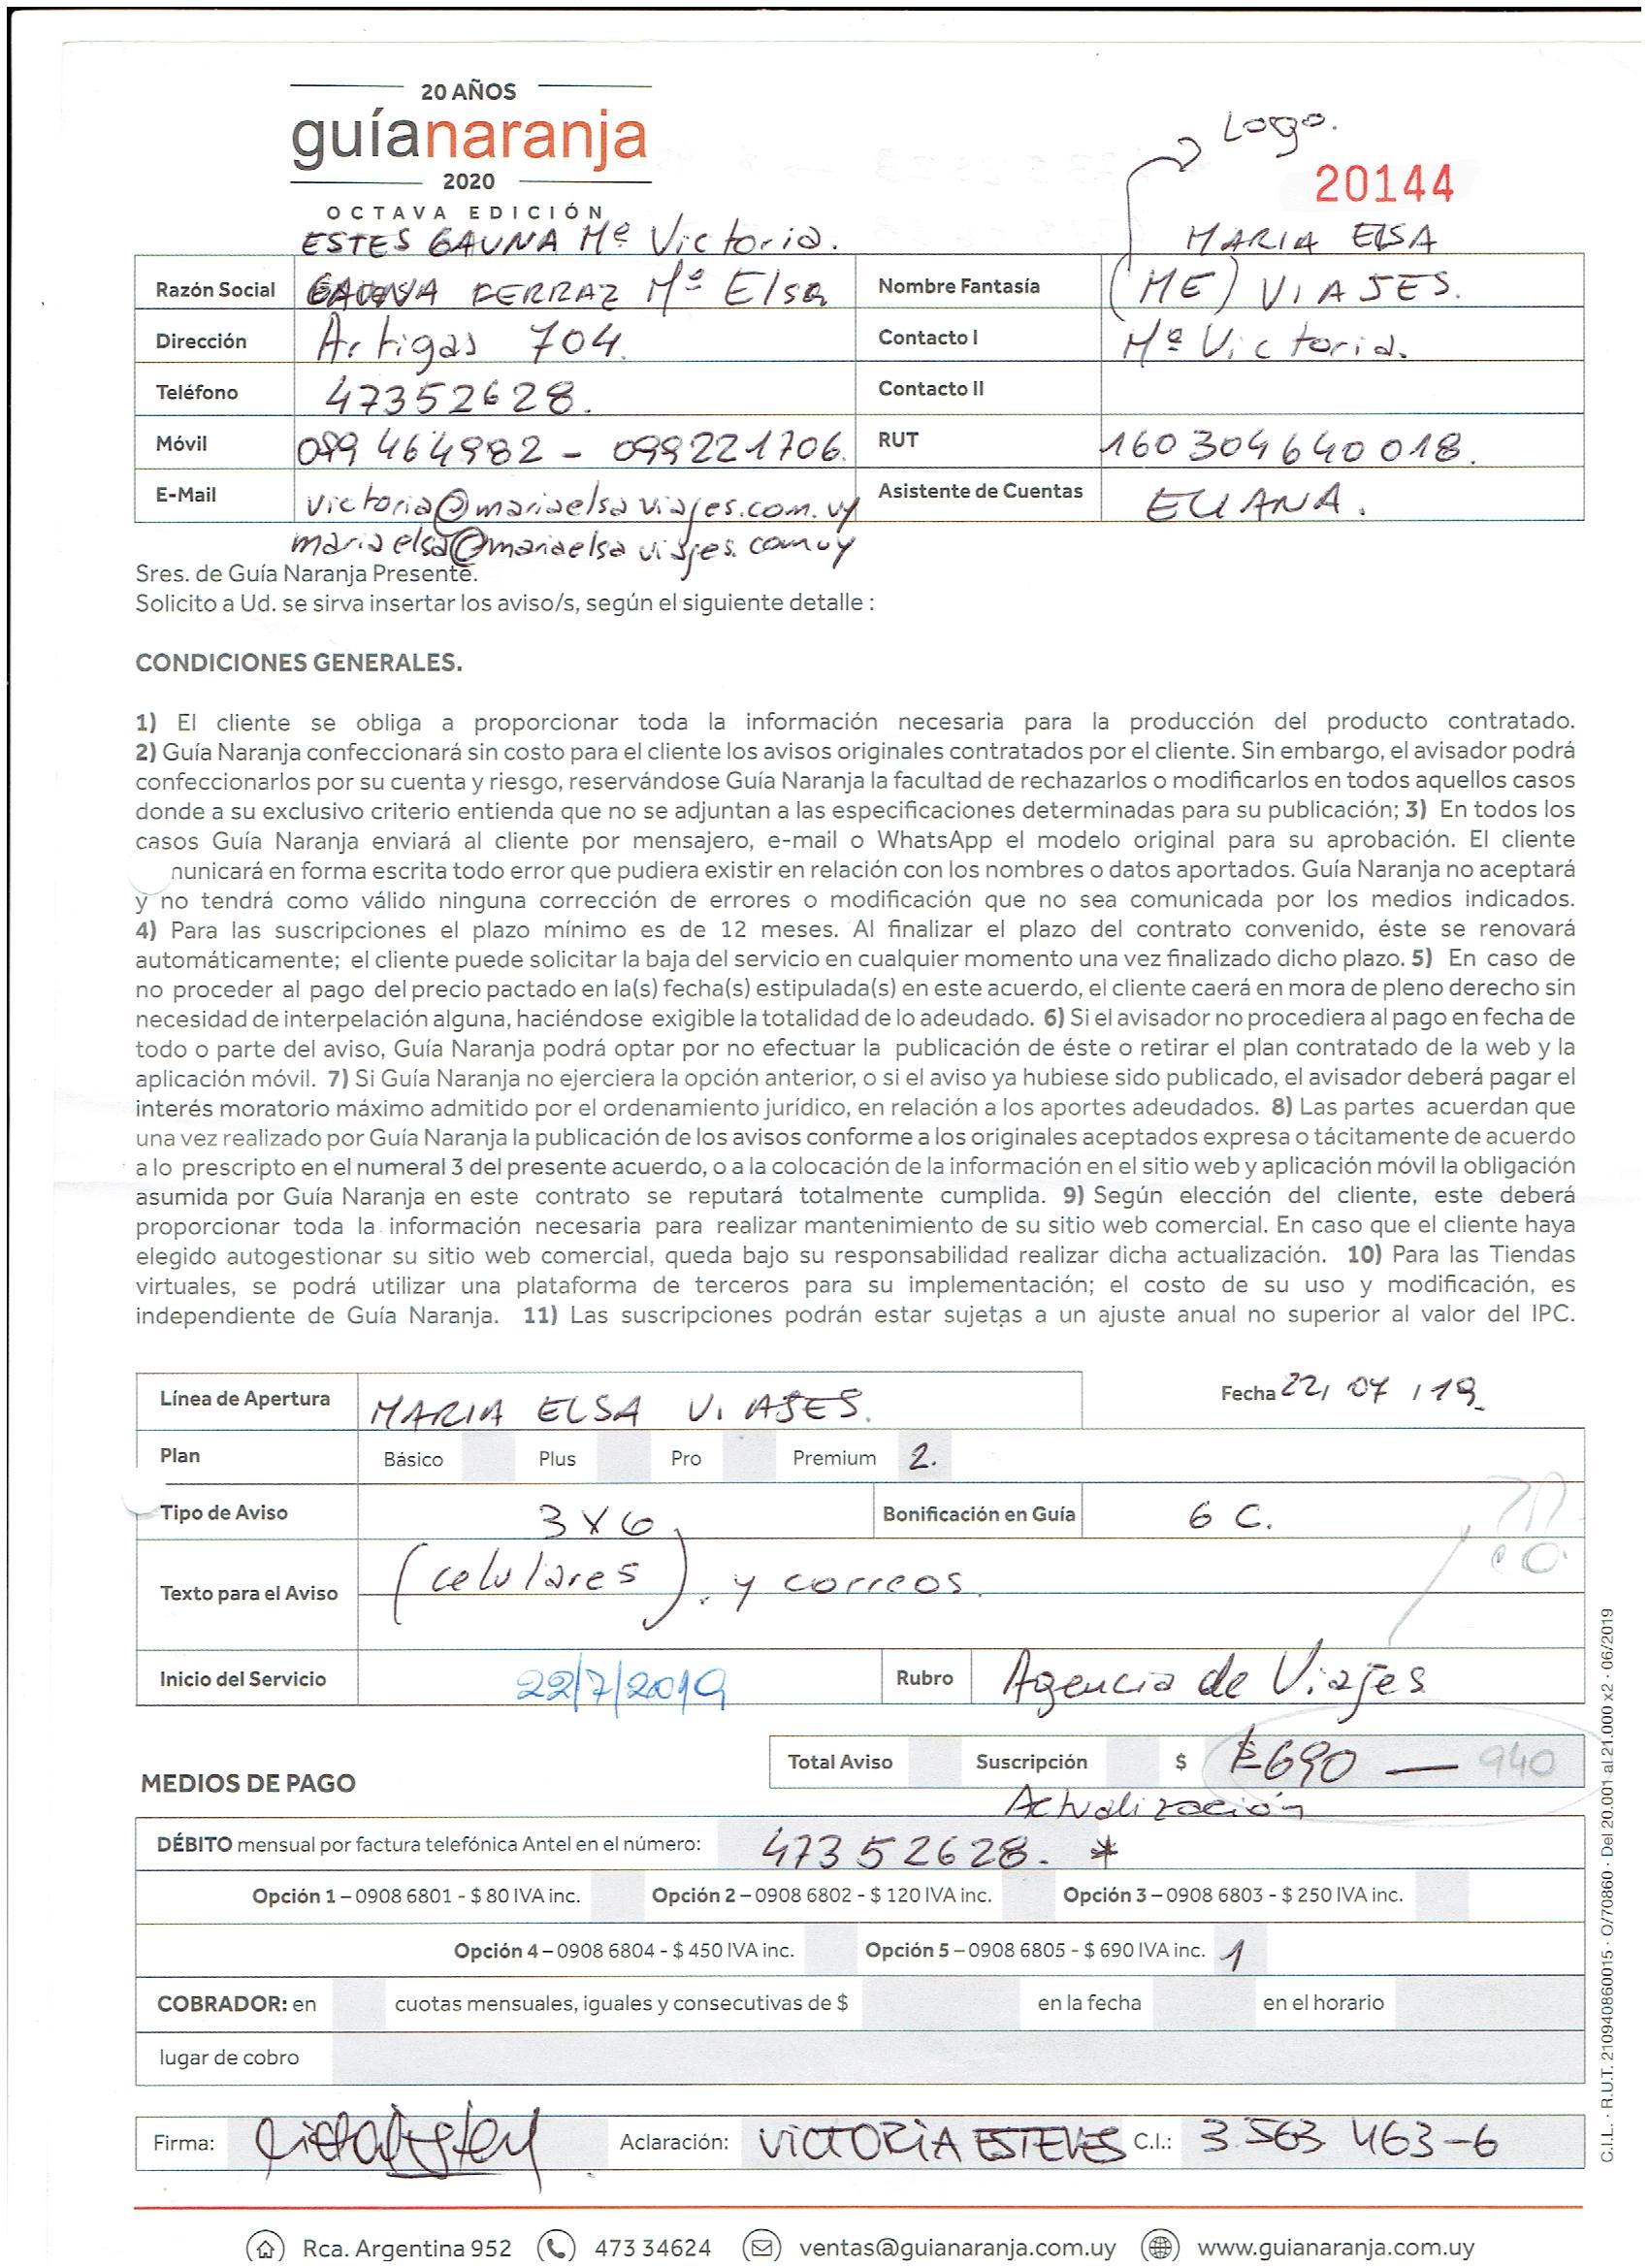 20 AÑOS
guíanaranja
2020
OCTAVA EDICIÓN
Logo.
20144
ESTES GAUNA Mª Victoria.
MARIA ELSA
Razón Social GAUNA FERRAZ Mª Elsa Nombre Fantasía (ME) VIAJES.
Dirección Artigas 704. Contacto I Mª Victoria.
Teléfono 47352628. Contacto II
Móvil 099 464982 - 099221706. RUT 160304640018.
E-Mail victoria@mariaelsaviajes.com.uy Asistente de Cuentas ELIANA.
mariaelsa@mariaelsaviajes.comuy
Sres. de Guía Naranja Presente.
Solicito a Ud. se sirva insertar los aviso/s, según el siguiente detalle :
CONDICIONES GENERALES.
1) El cliente se obliga a proporcionar toda la información necesaria para la producción del producto contratado.
2) Guía Naranja confeccionará sin costo para el cliente los avisos originales contratados por el cliente. Sin embargo, el avisador podrá
confeccionarlos por su cuenta y riesgo, reservándose Guía Naranja la facultad de rechazarlos o modificarlos en todos aquellos casos
donde a su exclusivo criterio entienda que no se adjuntan a las especificaciones determinadas para su publicación; 3) En todos los
casos Guía Naranja enviará al cliente por mensajero, e-mail o WhatsApp el modelo original para su aprobación. El cliente
nunicará en forma escrita todo error que pudiera existir en relación con los nombres o datos aportados. Guía Naranja no aceptará
y no tendrá como válido ninguna corrección de errores o modificación que no sea comunicada por los medios indicados.
4) Para las suscripciones el plazo mínimo es de 12 meses. Al finalizar el plazo del contrato convenido, éste se renovará
automáticamente; el cliente puede solicitar la baja del servicio en cualquier momento una vez finalizado dicho plazo. 5) En caso de
no proceder al pago del precio pactado en la(s) fecha(s) estipulada(s) en este acuerdo, el cliente caerá en mora de pleno derecho sin
necesidad de interpelación alguna, haciéndose exigible la totalidad de lo adeudado. 6) Si el avisador no procediera al pago en fecha de
todo o parte del aviso, Guía Naranja podrá optar por no efectuar la publicación de éste o retirar el plan contratado de la web y la
aplicación móvil. 7) Si Guía Naranja no ejerciera la opción anterior, o si el aviso ya hubiese sido publicado, el avisador deberá pagar el
interés moratorio máximo admitido por el ordenamiento jurídico, en relación a los aportes adeudados. 8) Las partes acuerdan que
una vez realizado por Guía Naranja la publicación de los avisos conforme a los originales aceptados expresa o tácitamente de acuerdo
a lo prescripto en el numeral 3 del presente acuerdo, o a la colocación de la información en el sitio web y aplicación móvil la obligación
asumida por Guía Naranja en este contrato se reputará totalmente cumplida. 9) Según elección del cliente, este deberá
proporcionar toda la información necesaria para realizar mantenimiento de su sitio web comercial. En caso que el cliente haya
elegido autogestionar su sitio web comercial, queda bajo su responsabilidad realizar dicha actualización. 10) Para las Tiendas
virtuales, se podrá utilizar una plataforma de terceros para su implementación; el costo de su uso y modificación, es
independiente de Guía Naranja. 11) Las suscripciones podrán estar sujetas a un ajuste anual no superior al valor del IPC.
Línea de Apertura MARIA ELSA VIAJES. Fecha 22/ 07 /19
Plan Básico Plus Pro Premium 2.
Tipo de Aviso 3x6 Bonificación en Guía 6 C.
Texto para el Aviso (celulares). y correos.
Inicio del Servicio 22/7/2019 Rubro Agencia de Viajes
Total Aviso Suscripción $ $690 — 940
MEDIOS DE PAGO
Actualización
DÉBITO mensual por factura telefónica Antel en el número: 47352628. *
Opción 1 – 0908 6801 - $ 80 IVA inc. Opción 2 – 0908 6802 - $ 120 IVA inc. Opción 3 – 0908 6803 - $ 250 IVA inc.
Opción 4 – 0908 6804 - $ 450 IVA inc. Opción 5 – 0908 6805 - $ 690 IVA inc. 1
COBRADOR: en cuotas mensuales, iguales y consecutivas de $ en la fecha en el horario
lugar de cobro
Firma: Aclaración: VICTORIA ESTEVES C.I.: 3.563 463-6
Rca. Argentina 952 473 34624 ventas@guianaranja.com.uy www.guianaranja.com.uy
C.I.L. · R.U.T. 210940860015 · O/70860 · Del 20.001 al 21.000 x2 · 06/2019